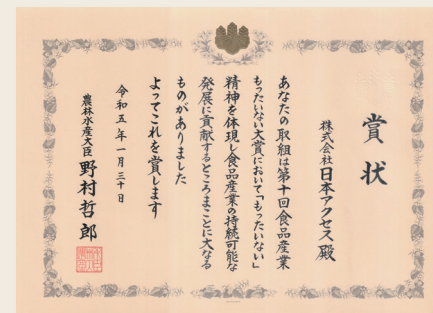 賞状
株式会社日本アクセス殿
あなたの取組は第十回食品産業
もったいない大賞において「もったいない」
精神を体現し食品産業の持続可能な
発展に貢献するところまことに大なる
ものがありました
よってこれを賞します
令和五年一月三十日
農林水産大臣 野村哲郎